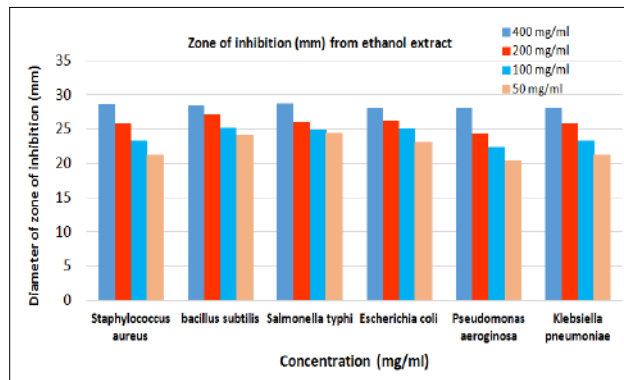 Zone of inhibition (mm) from ethanol extract
400 mg/ml
200 mg/ml
100 mg/ml
50 mg/ml
Diameter of zone of inhibition (mm)
35
30
25
20
15
10
5
0
Staphylococcus aureus
bacillus subtilis
Salmonella typhi
Escherichia coli
Pseudomonas aeroginosa
Klebsiella pneumoniae
Concentration (mg/ml)